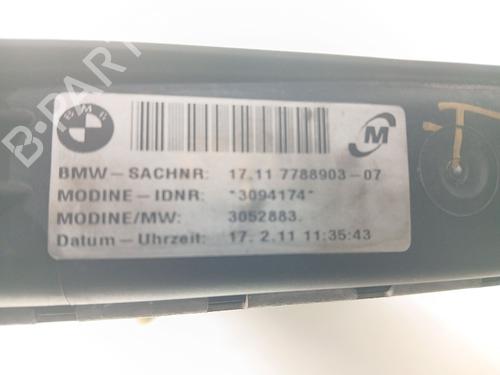 B-PARTS
BMW
M
BMW-SACHNR: 17.11 7788903-07
MODINE-IDNR: *3094174*
MODINE/MW: 3052883.
Datum-Uhrzeit: 17. 2.11 11:35:43